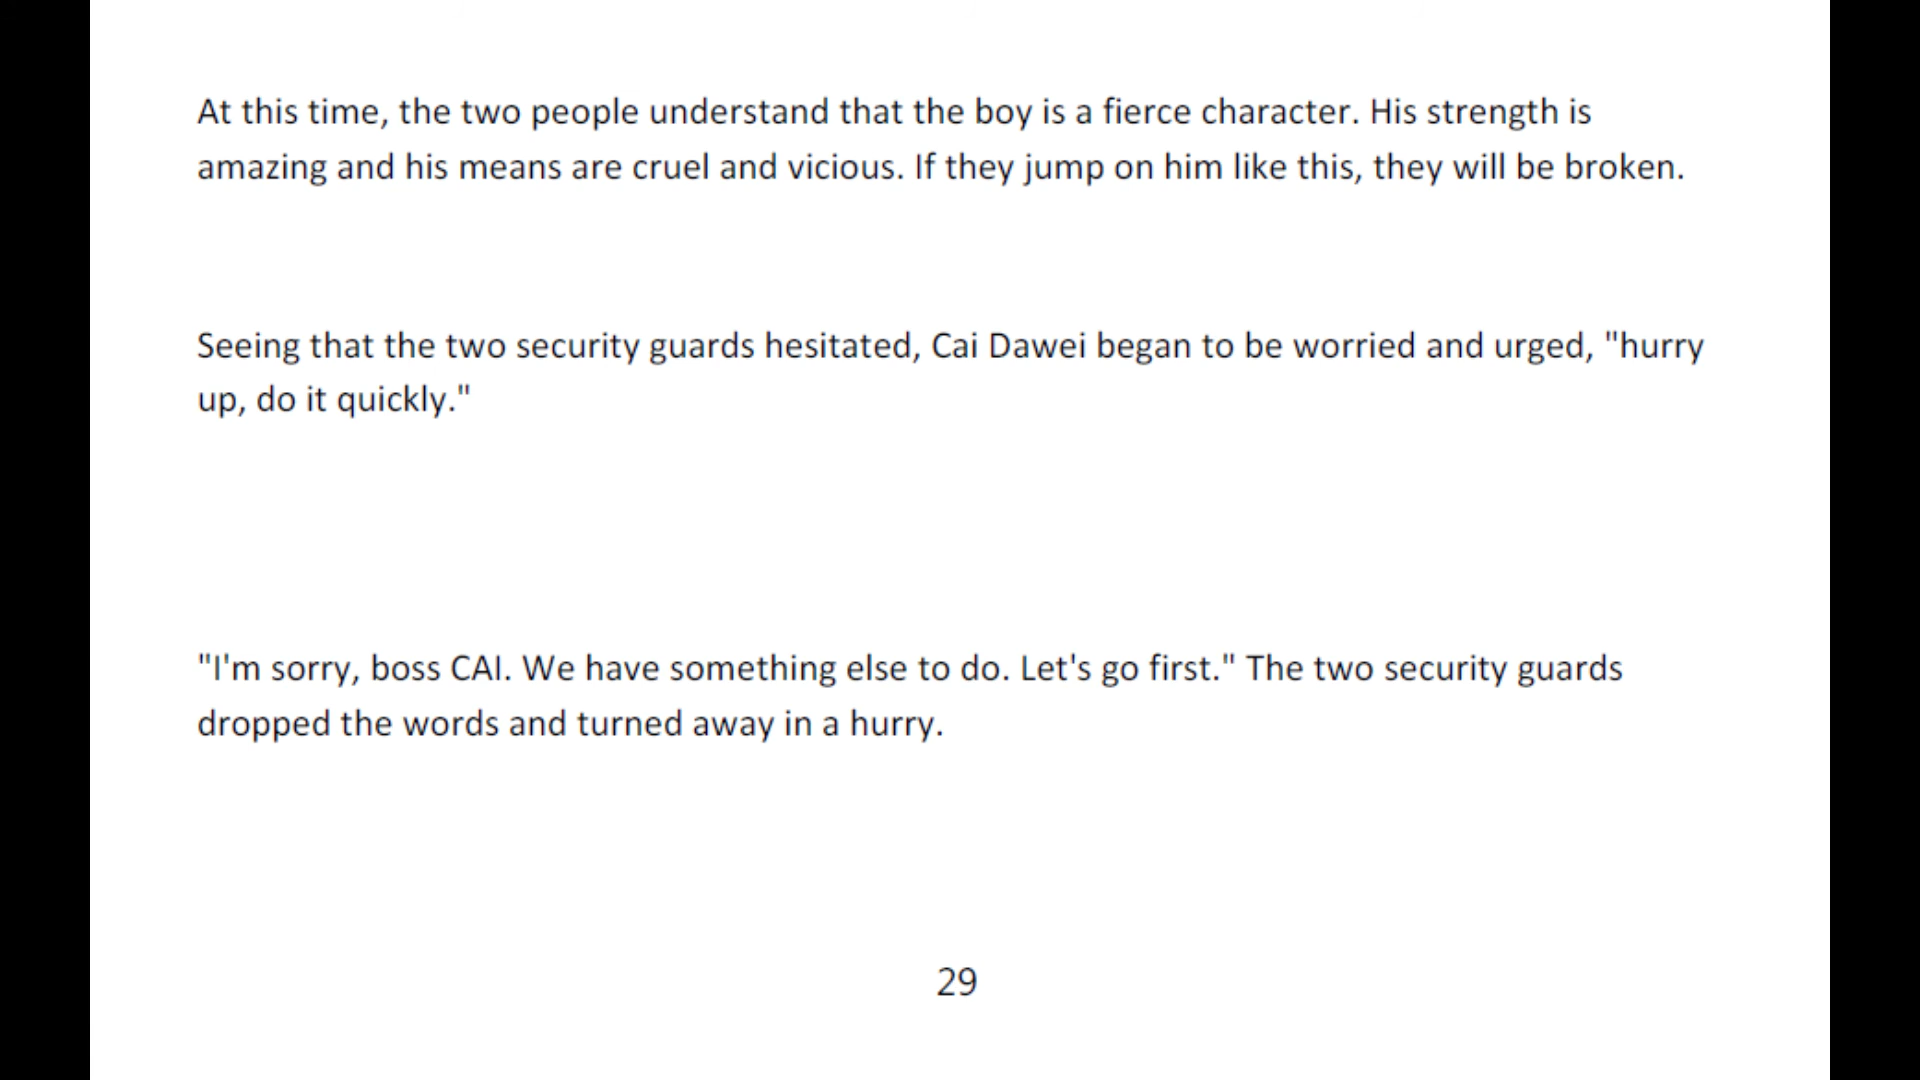 At this time, the two people understand that the boy is a fierce character. His strength is
amazing and his means are cruel and vicious. If they jump on him like this, they will be broken.
Seeing that the two security guards hesitated, Cai Dawei began to be worried and urged, "hurry
up, do it quickly."
"I'm sorry, boss CAI. We have something else to do. Let's go first." The two security guards
dropped the words and turned away in a hurry.
29